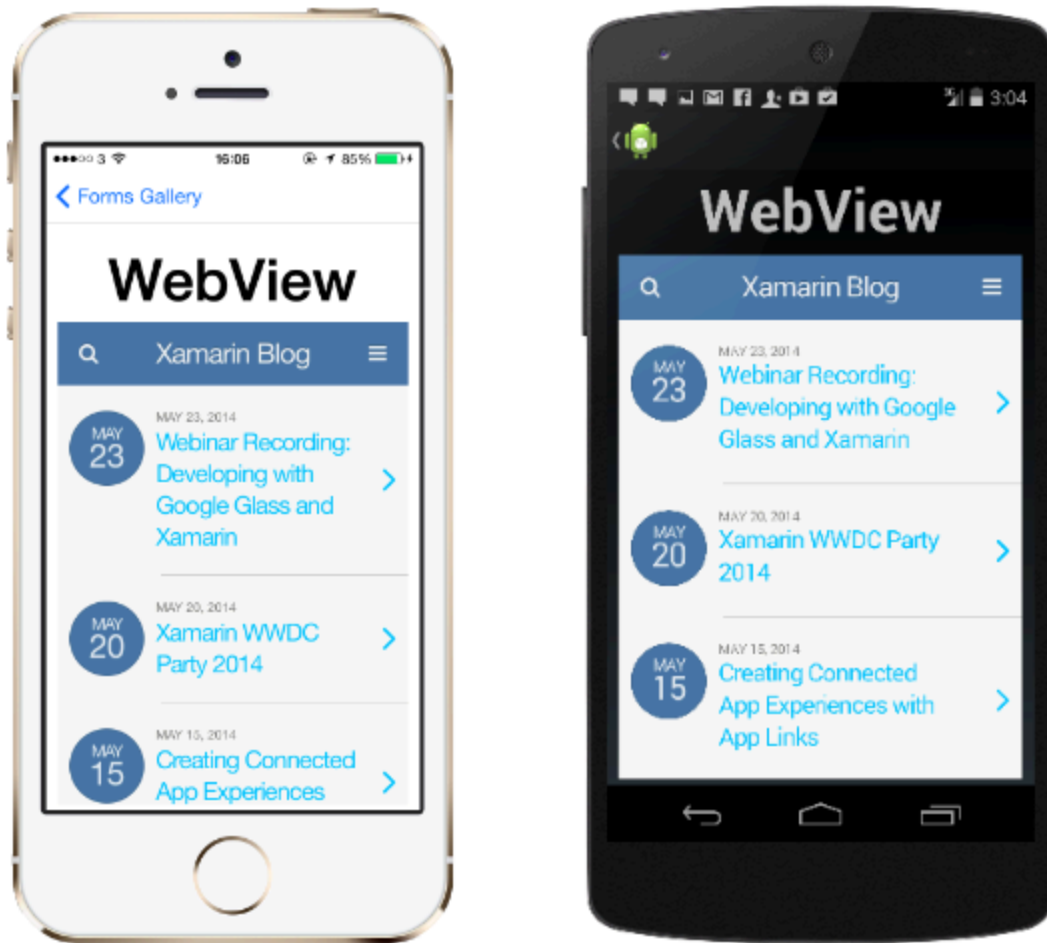 3
16:06
85%
Forms Gallery
WebView
Xamarin Blog
MAY
23
MAY 23, 2014
Webinar Recording:
Developing with
Google Glass and
Xamarin
MAY
20
MAY 20, 2014
Xamarin WWDC
Party 2014
MAY
15
MAY 15, 2014
Creating Connected
App Experiences
3G
3:04
WebView
Xamarin Blog
MAY
23
MAY 23, 2014
Webinar Recording:
Developing with Google
Glass and Xamarin
MAY
20
MAY 20, 2014
Xamarin WWDC Party
2014
MAY
15
MAY 15, 2014
Creating Connected
App Experiences with
App Links